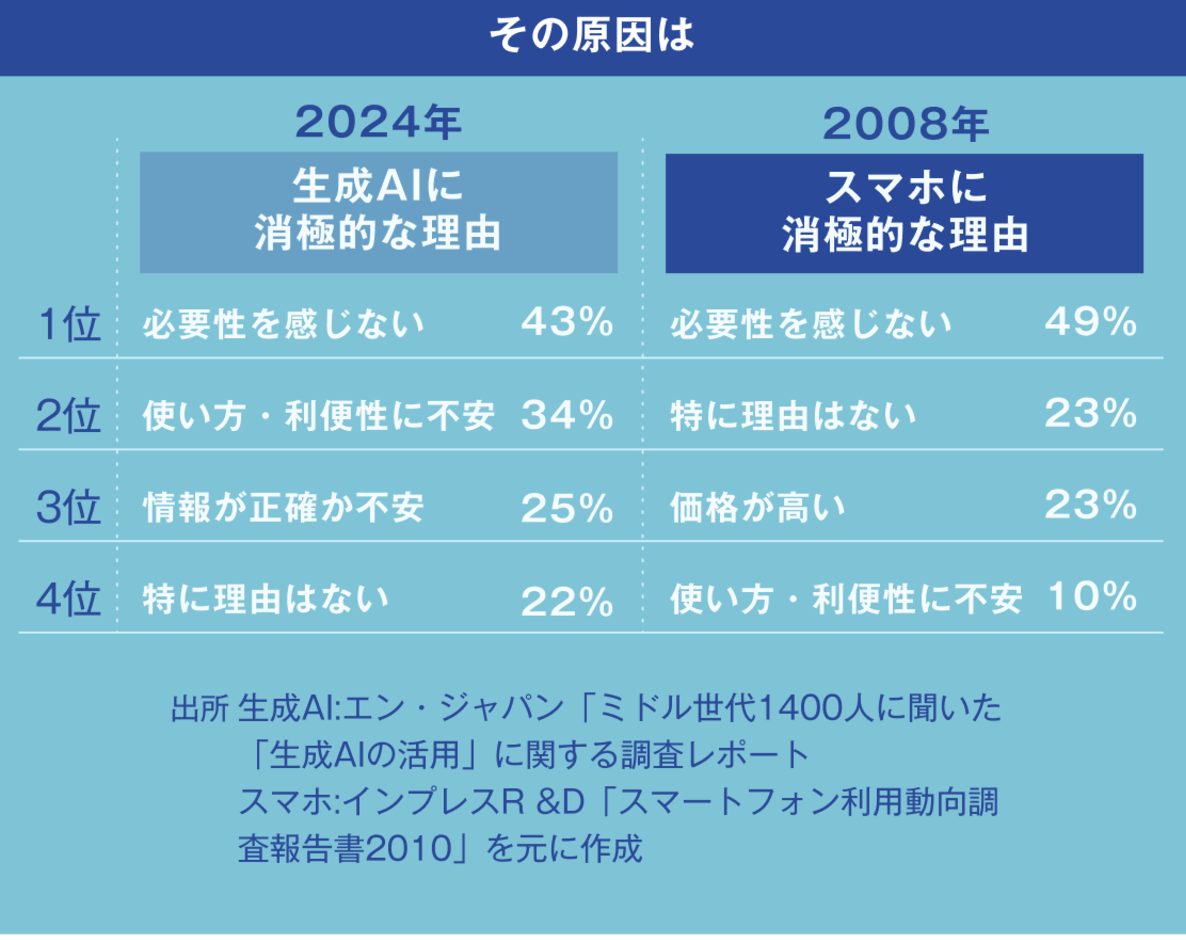 その原因は
2024年
2008年
生成AIに
消極的な理由
スマホに
消極的な理由
1位 必要性を感じない 43% 必要性を感じない 49%
2位 使い方・利便性に不安 34% 特に理由はない 23%
3位 情報が正確か不安 25% 価格が高い 23%
4位 特に理由はない 22% 使い方・利便性に不安 10%
出所 生成AI:エン・ジャパン「ミドル世代1400人に聞いた
「生成AIの活用」に関する調査レポート
スマホ:インプレスR &D「スマートフォン利用動向調
査報告書2010」を元に作成